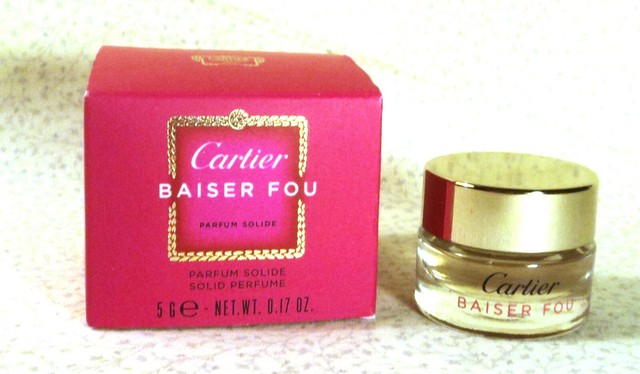 Cartier
BAISER FOU
PARFUM SOLIDE
PARFUM SOLIDE
SOLID PERFUME
5 G ℮ - NET.WT. 0.17 OZ.
Cartier
BAISER FOU